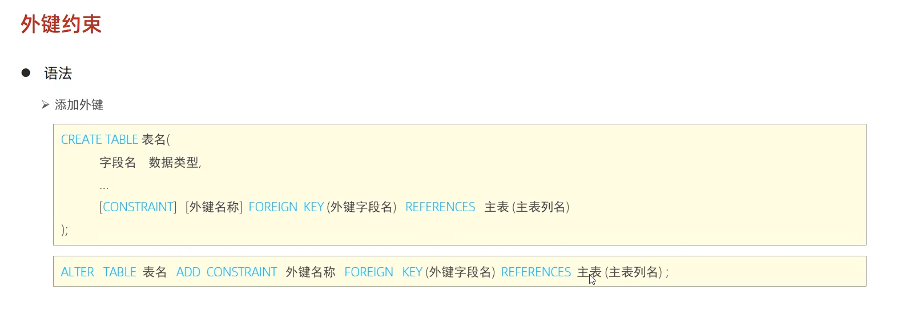 外键约束
● 语法
➢ 添加外键
CREATE TABLE 表名(
字段名 数据类型,
...
[CONSTRAINT] [外键名称] FOREIGN KEY (外键字段名) REFERENCES 主表 (主表列名)
);
ALTER TABLE 表名 ADD CONSTRAINT 外键名称 FOREIGN KEY (外键字段名) REFERENCES 主表 (主表列名) ;